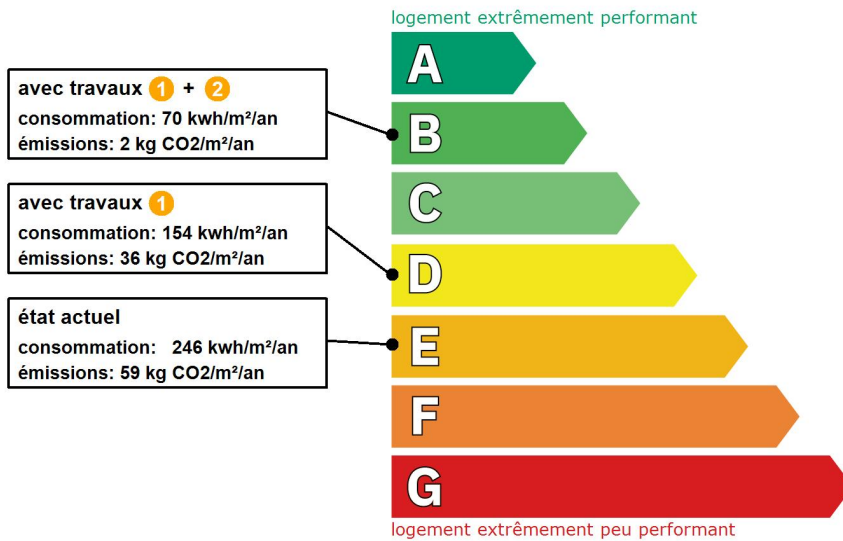 logement extrêmement performant
A
avec travaux 1 + 2
consommation: 70 kwh/m²/an
émissions: 2 kg CO2/m²/an
B
avec travaux 1
consommation: 154 kwh/m²/an
émissions: 36 kg CO2/m²/an
C
D
état actuel
consommation: 246 kwh/m²/an
émissions: 59 kg CO2/m²/an
E
F
G
logement extrêmement peu performant